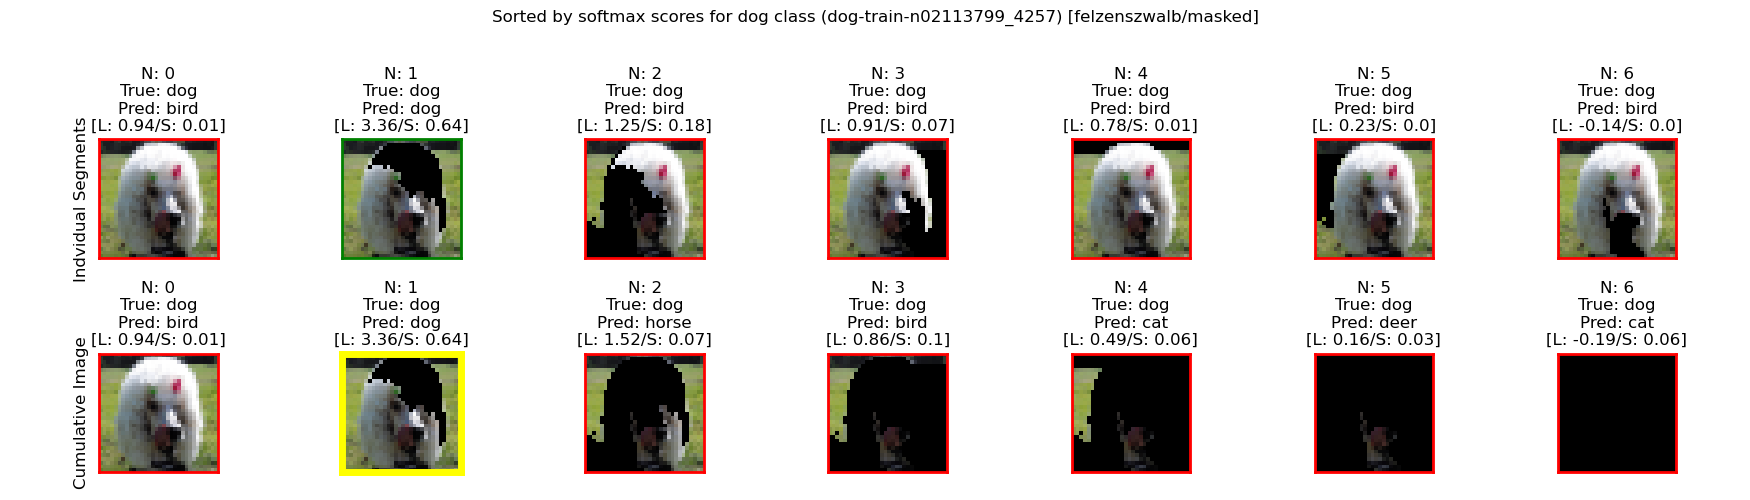 Sorted by softmax scores for dog class (dog-train-n02113799_4257) [felzenszwalb/masked]
Indvidual Segments
N: 0
True: dog
Pred: bird
[L: 0.94/S: 0.01]
N: 1
True: dog
Pred: dog
[L: 3.36/S: 0.64]
N: 2
True: dog
Pred: bird
[L: 1.25/S: 0.18]
N: 3
True: dog
Pred: bird
[L: 0.91/S: 0.07]
N: 4
True: dog
Pred: bird
[L: 0.78/S: 0.01]
N: 5
True: dog
Pred: bird
[L: 0.23/S: 0.0]
N: 6
True: dog
Pred: bird
[L: -0.14/S: 0.0]
Cumulative Image
N: 0
True: dog
Pred: bird
[L: 0.94/S: 0.01]
N: 1
True: dog
Pred: dog
[L: 3.36/S: 0.64]
N: 2
True: dog
Pred: horse
[L: 1.52/S: 0.07]
N: 3
True: dog
Pred: bird
[L: 0.86/S: 0.1]
N: 4
True: dog
Pred: cat
[L: 0.49/S: 0.06]
N: 5
True: dog
Pred: deer
[L: 0.16/S: 0.03]
N: 6
True: dog
Pred: cat
[L: -0.19/S: 0.06]